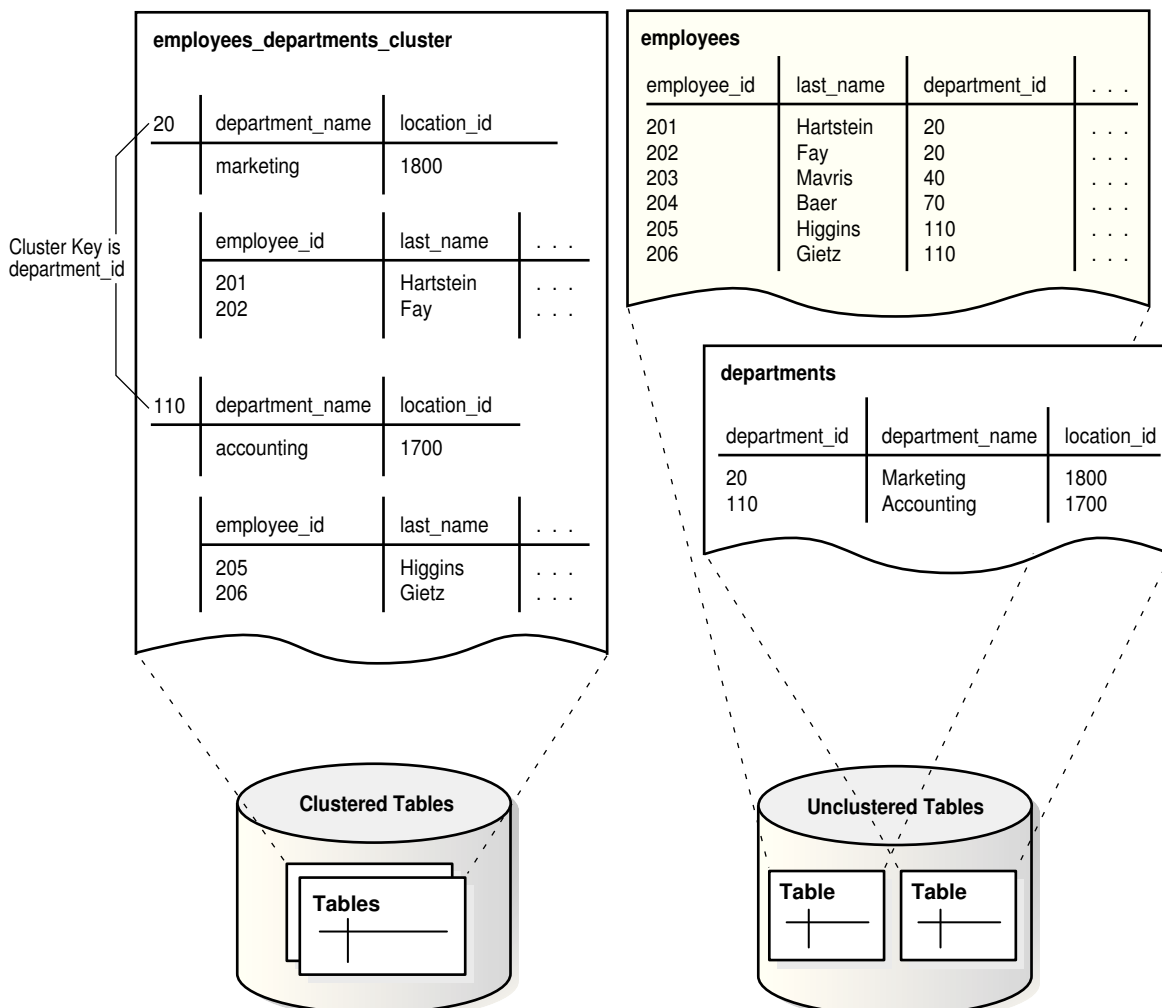 employees_departments_cluster
20 department_name location_id
marketing 1800
employee_id last_name . . .
201 Hartstein . . .
202 Fay . . .
Cluster Key is
department_id
110 department_name location_id
accounting 1700
employee_id last_name . . .
205 Higgins . . .
206 Gietz . . .
employees
employee_id last_name department_id . . .
201 Hartstein 20 . . .
202 Fay 20 . . .
203 Mavris 40 . . .
204 Baer 70 . . .
205 Higgins 110 . . .
206 Gietz 110 . . .
departments
department_id department_name location_id
20 Marketing 1800
110 Accounting 1700
Clustered Tables
Tables
Unclustered Tables
Table Table